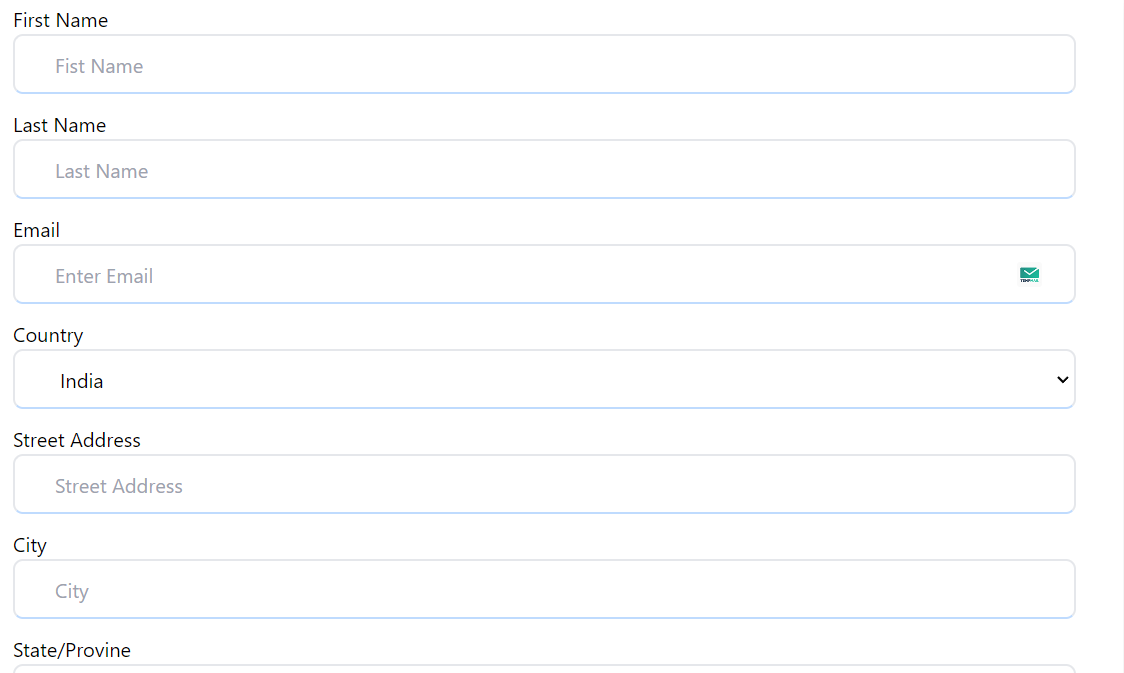 First Name
Fist Name
Last Name
Last Name
Email
Enter Email
Country
India
Street Address
Street Address
City
City
State/Provine